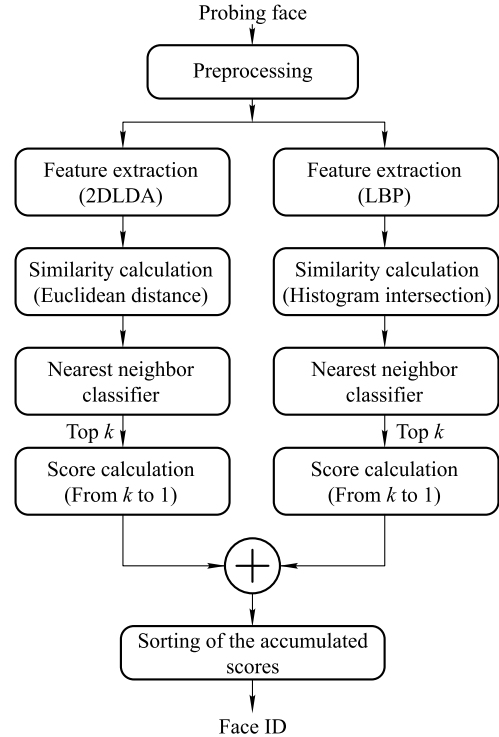 Probing face
Preprocessing
Feature extraction
(2DLDA)
Feature extraction
(LBP)
Similarity calculation
(Euclidean distance)
Similarity calculation
(Histogram intersection)
Nearest neighbor
classifier
Nearest neighbor
classifier
Top k
Top k
Score calculation
(From k to 1)
Score calculation
(From k to 1)
+
Sorting of the accumulated
scores
Face ID